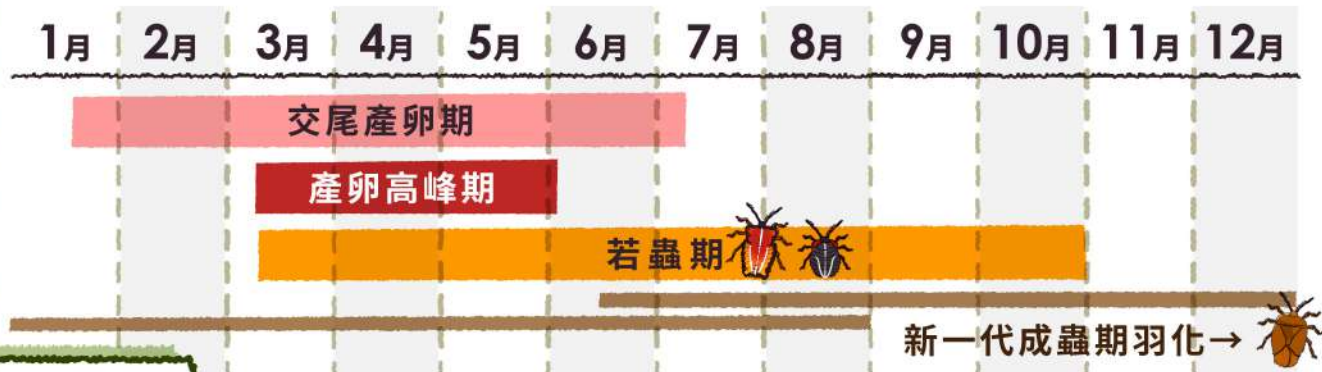 1月 2月 3月 4月 5月 6月 7月 8月 9月 10月 11月 12月
交尾產卵期
產卵高峰期
若蟲期
新一代成蟲期羽化→